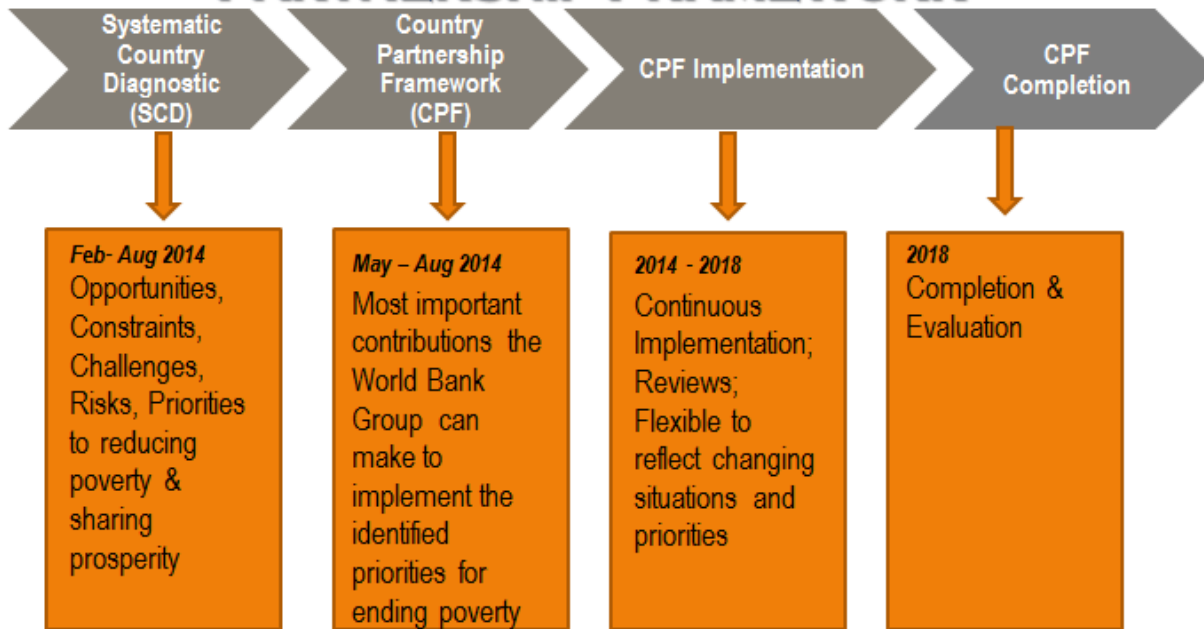 PARTNERSHIP FRAMEWORK
Systematic
Country
Diagnostic
(SCD)
Country
Partnership
Framework
(CPF)
CPF Implementation
CPF
Completion
Feb- Aug 2014
Opportunities,
Constraints,
Challenges,
Risks, Priorities
to reducing
poverty &
sharing
prosperity
May – Aug 2014
Most important
contributions the
World Bank
Group can
make to
implement the
identified
priorities for
ending poverty
2014 - 2018
Continuous
Implementation;
Reviews;
Flexible to
reflect changing
situations and
priorities
2018
Completion &
Evaluation